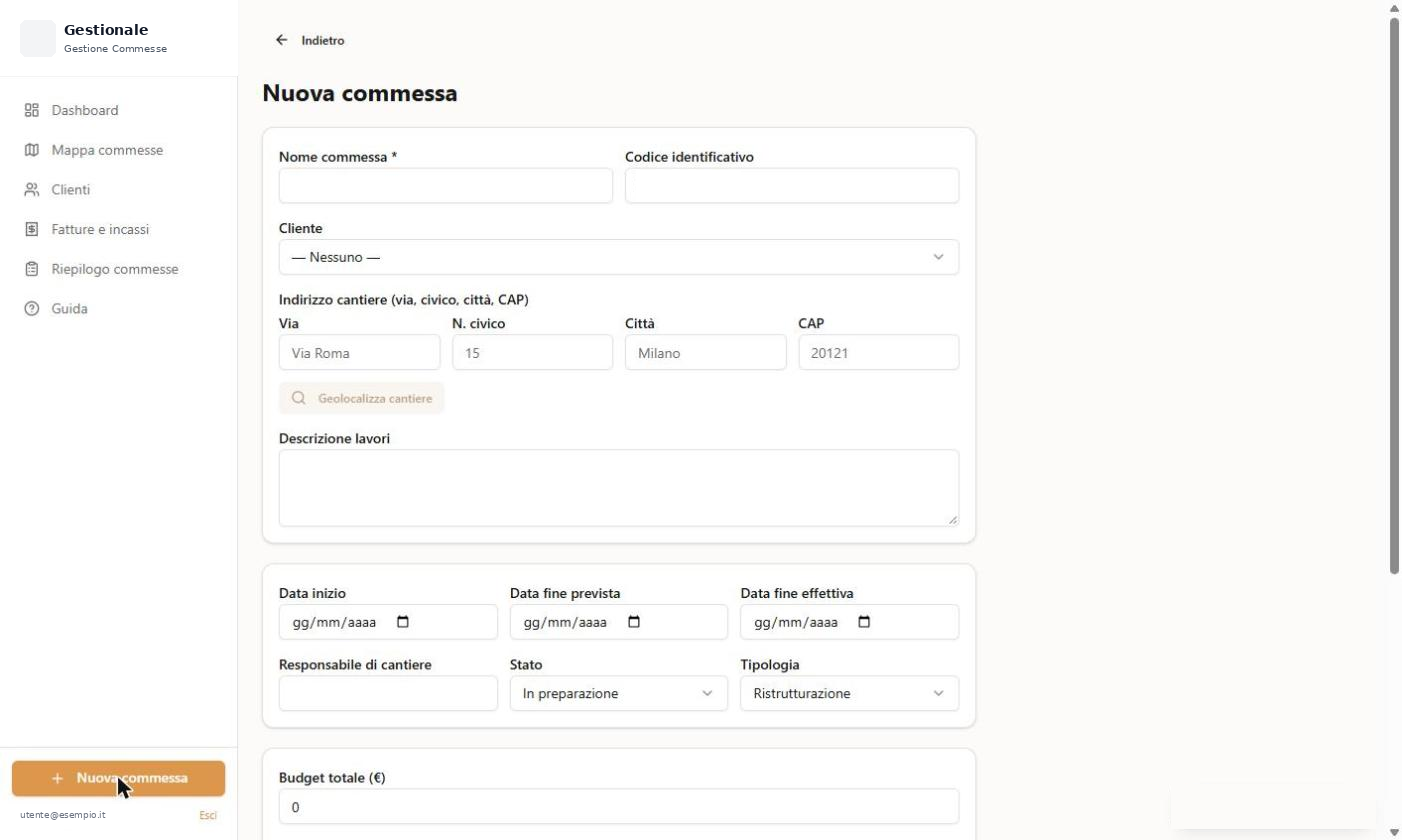 Gestionale
Gestione Commesse
Dashboard
Mappa commesse
Clienti
Fatture e incassi
Riepilogo commesse
Guida
Nuova commessa
utente@esempio.it
Esci
Indietro
Nuova commessa
Nome commessa *
Codice identificativo
Cliente
— Nessuno —
Indirizzo cantiere (via, civico, città, CAP)
Via
N. civico
Città
CAP
Via Roma
15
Milano
20121
Geolocalizza cantiere
Descrizione lavori
Data inizio
Data fine prevista
Data fine effettiva
gg/mm/aaaa
gg/mm/aaaa
gg/mm/aaaa
Responsabile di cantiere
Stato
Tipologia
In preparazione
Ristrutturazione
Budget totale (€)
0